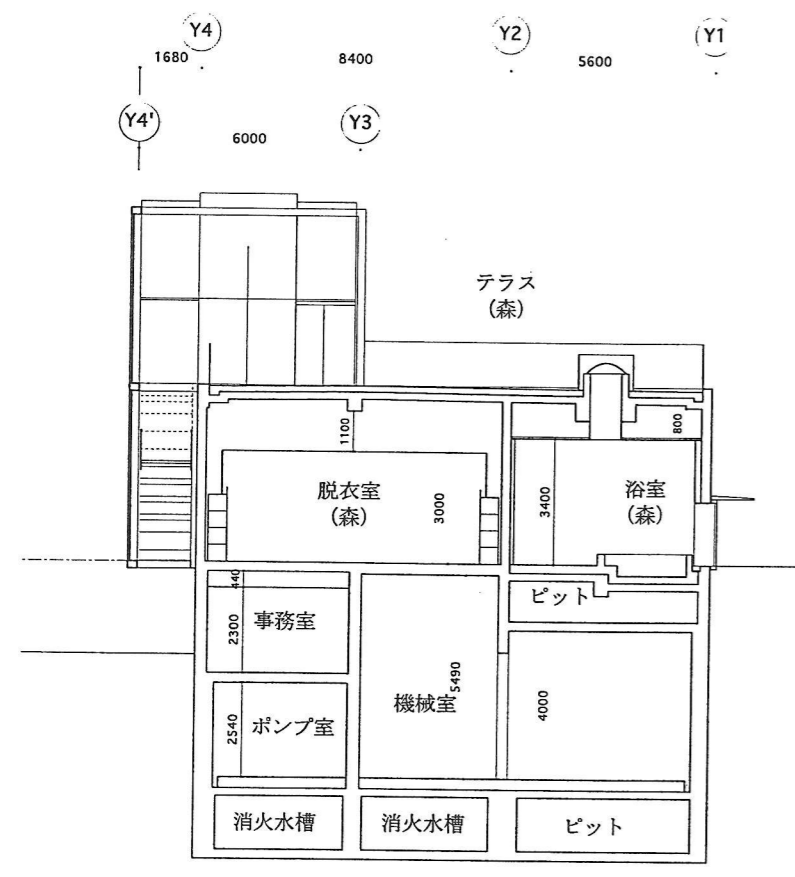 Y4
Y2
Y1
1680
8400
5600
Y4'
Y3
6000
テラス
(森)
1100
800
脱衣室
(森)
3000
3400
浴室
(森)
440
2300
事務室
ピット
5490
4000
機械室
2540
ポンプ室
消火水槽
消火水槽
ピット